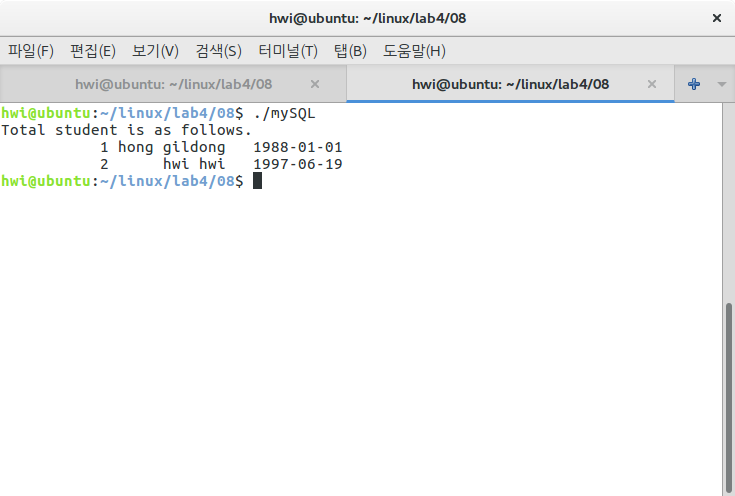 hwi@ubuntu: ~/linux/lab4/08
파일(F) 편집(E) 보기(V) 검색(S) 터미널(T) 탭(B) 도움말(H)
hwi@ubuntu: ~/linux/lab4/08 hwi@ubuntu: ~/linux/lab4/08
hwi@ubuntu:~/linux/lab4/08$ ./mySQL
Total student is as follows.
1 hong gildong 1988-01-01
2 hwi hwi 1997-06-19
hwi@ubuntu:~/linux/lab4/08$